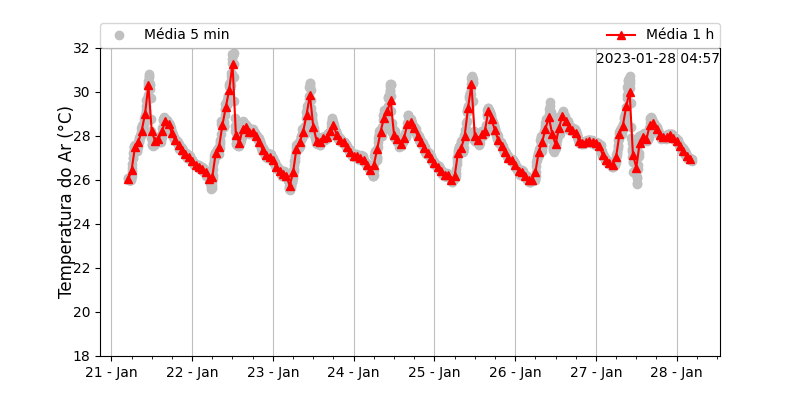 Média 5 min
Média 1 h
2023-01-28 04:57
Temperatura do Ar (°C)
32
30
28
26
24
22
20
18
21 - Jan
22 - Jan
23 - Jan
24 - Jan
25 - Jan
26 - Jan
27 - Jan
28 - Jan